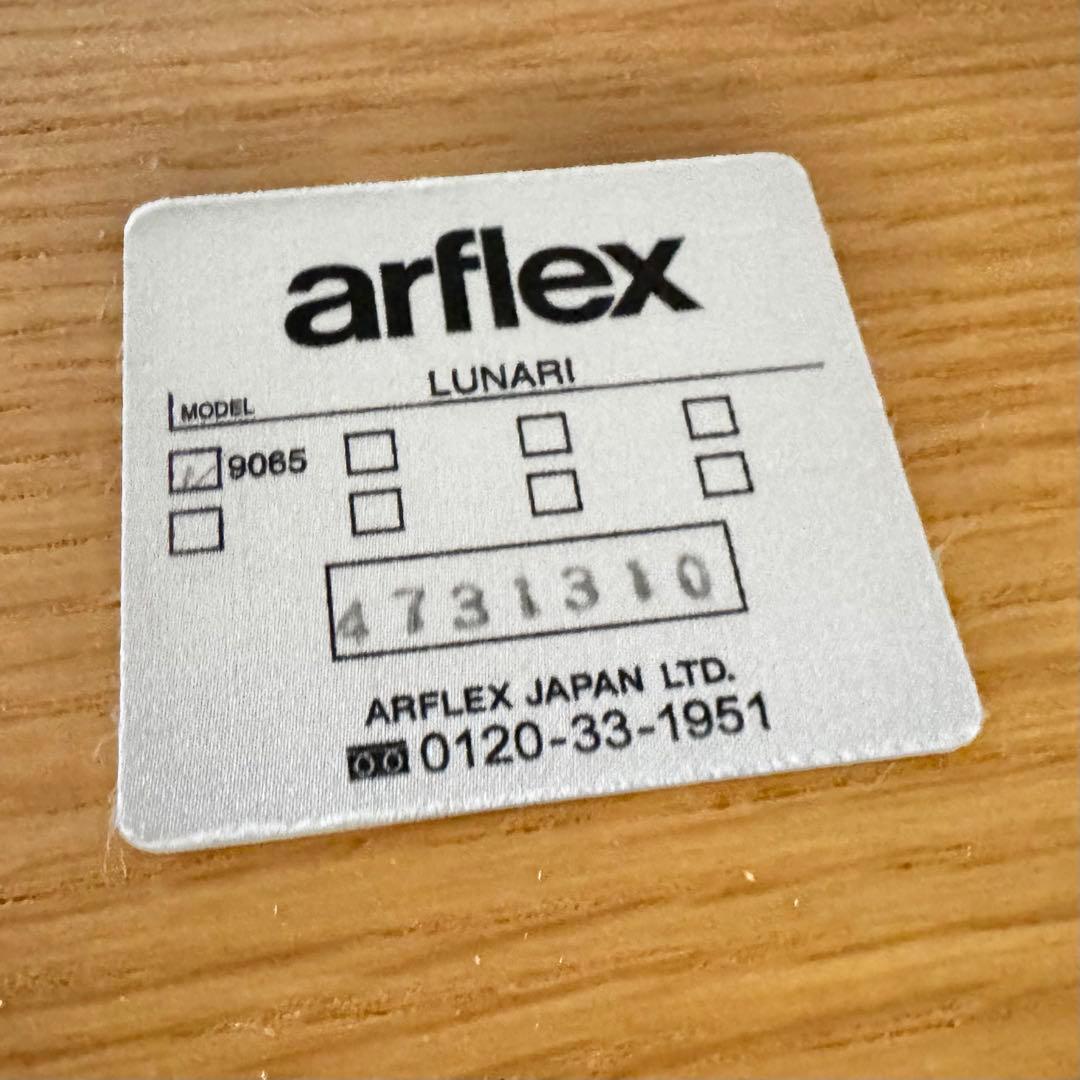 arflex
LUNARI
MODEL
9065
4731310
ARFLEX JAPAN LTD.
0120-33-1951